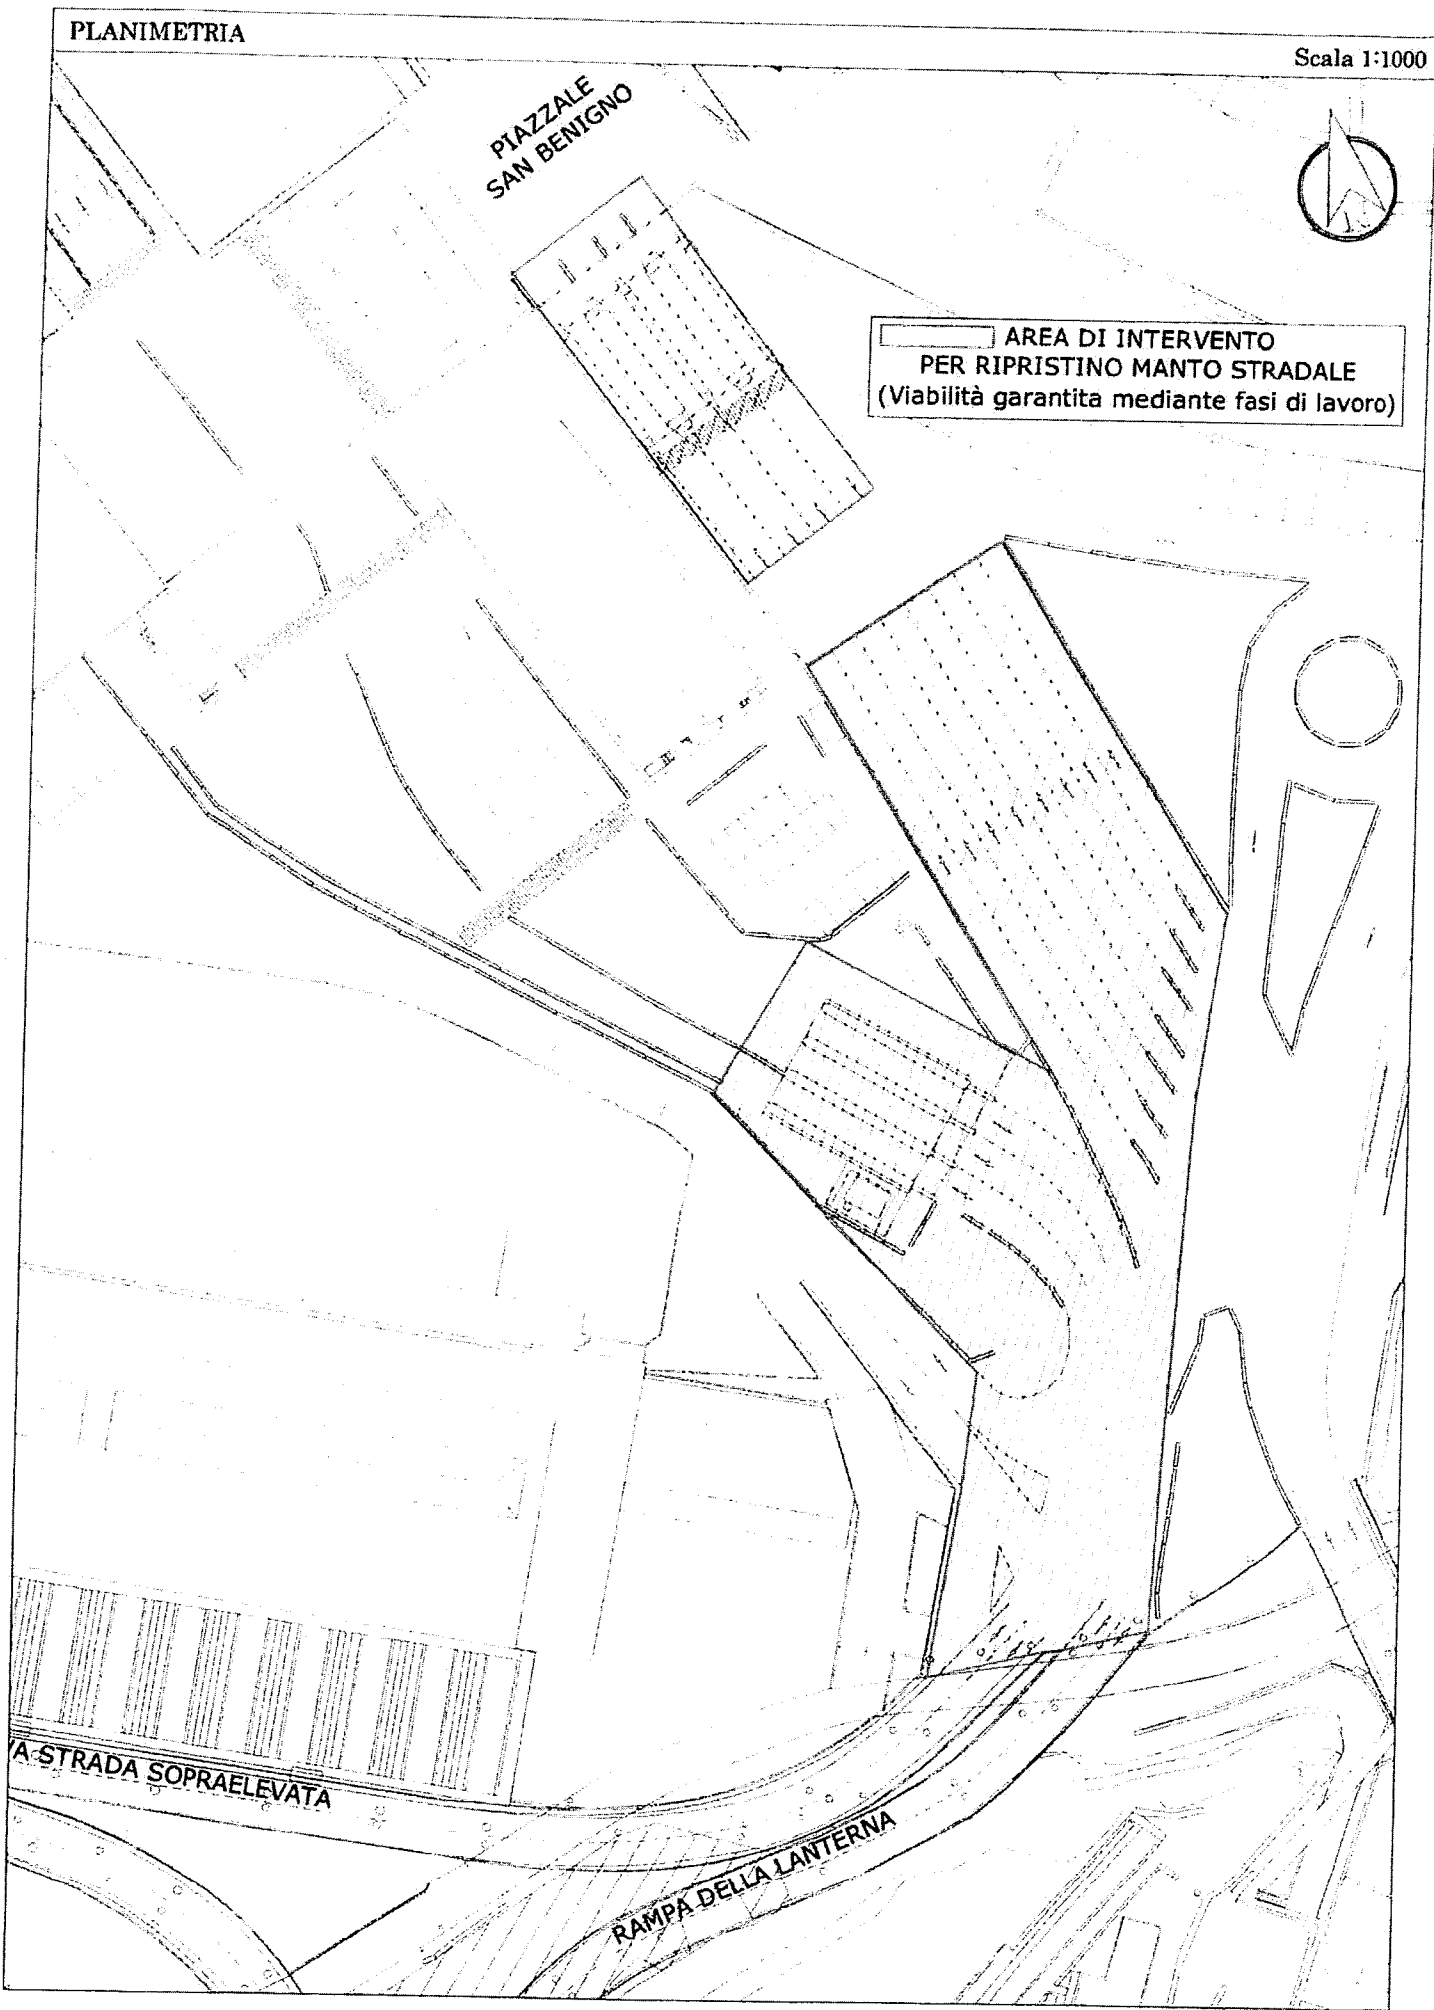 PLANIMETRIA
Scala 1:1000
PIAZZALE
SAN BENIGNO
AREA DI INTERVENTO
PER RIPRISTINO MANTO STRADALE
(Viabilità garantita mediante fasi di lavoro)
VA STRADA SOPRAELEVATA
RAMPA DELLA LANTERNA